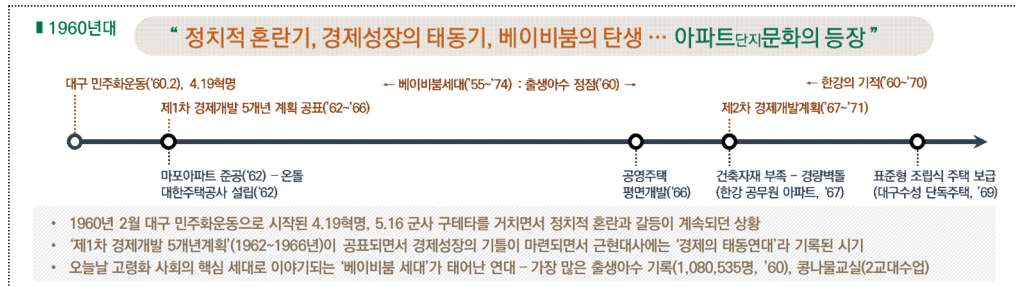 ▮1960년대
“ 정치적 혼란기, 경제성장의 태동기, 베이비붐의 탄생 … 아파트단지문화의 등장 ”
대구 민주화운동('60.2), 4.19혁명
← 베이비붐세대('55~'74) : 출생아수 정점('60) →
← 한강의 기적('60~'70)
제1차 경제개발 5개년 계획 공표('62~'66)
제2차 경제개발계획('67~'71)
마포아파트 준공('62) – 온돌
대한주택공사 설립('62)
공영주택
평면개발('66)
건축자재 부족 – 경량벽돌
(한강 공무원 아파트, '67)
표준형 조립식 주택 보급
(대구수성 단독주택, '69)
• 1960년 2월 대구 민주화운동으로 시작된 4.19혁명, 5.16 군사 구테타를 거치면서 정치적 혼란과 갈등이 계속되던 상황
• '제1차 경제개발 5개년계획'(1962~1966년)이 공표되면서 경제성장의 기틀이 마련되면서 근현대사에는 '경제의 태동연대'라 기록된 시기
• 오늘날 고령화 사회의 핵심 세대로 이야기되는 '베이비붐 세대'가 태어난 연대 – 가장 많은 출생아수 기록(1,080,535명, '60), 콩나물교실(2교대수업)